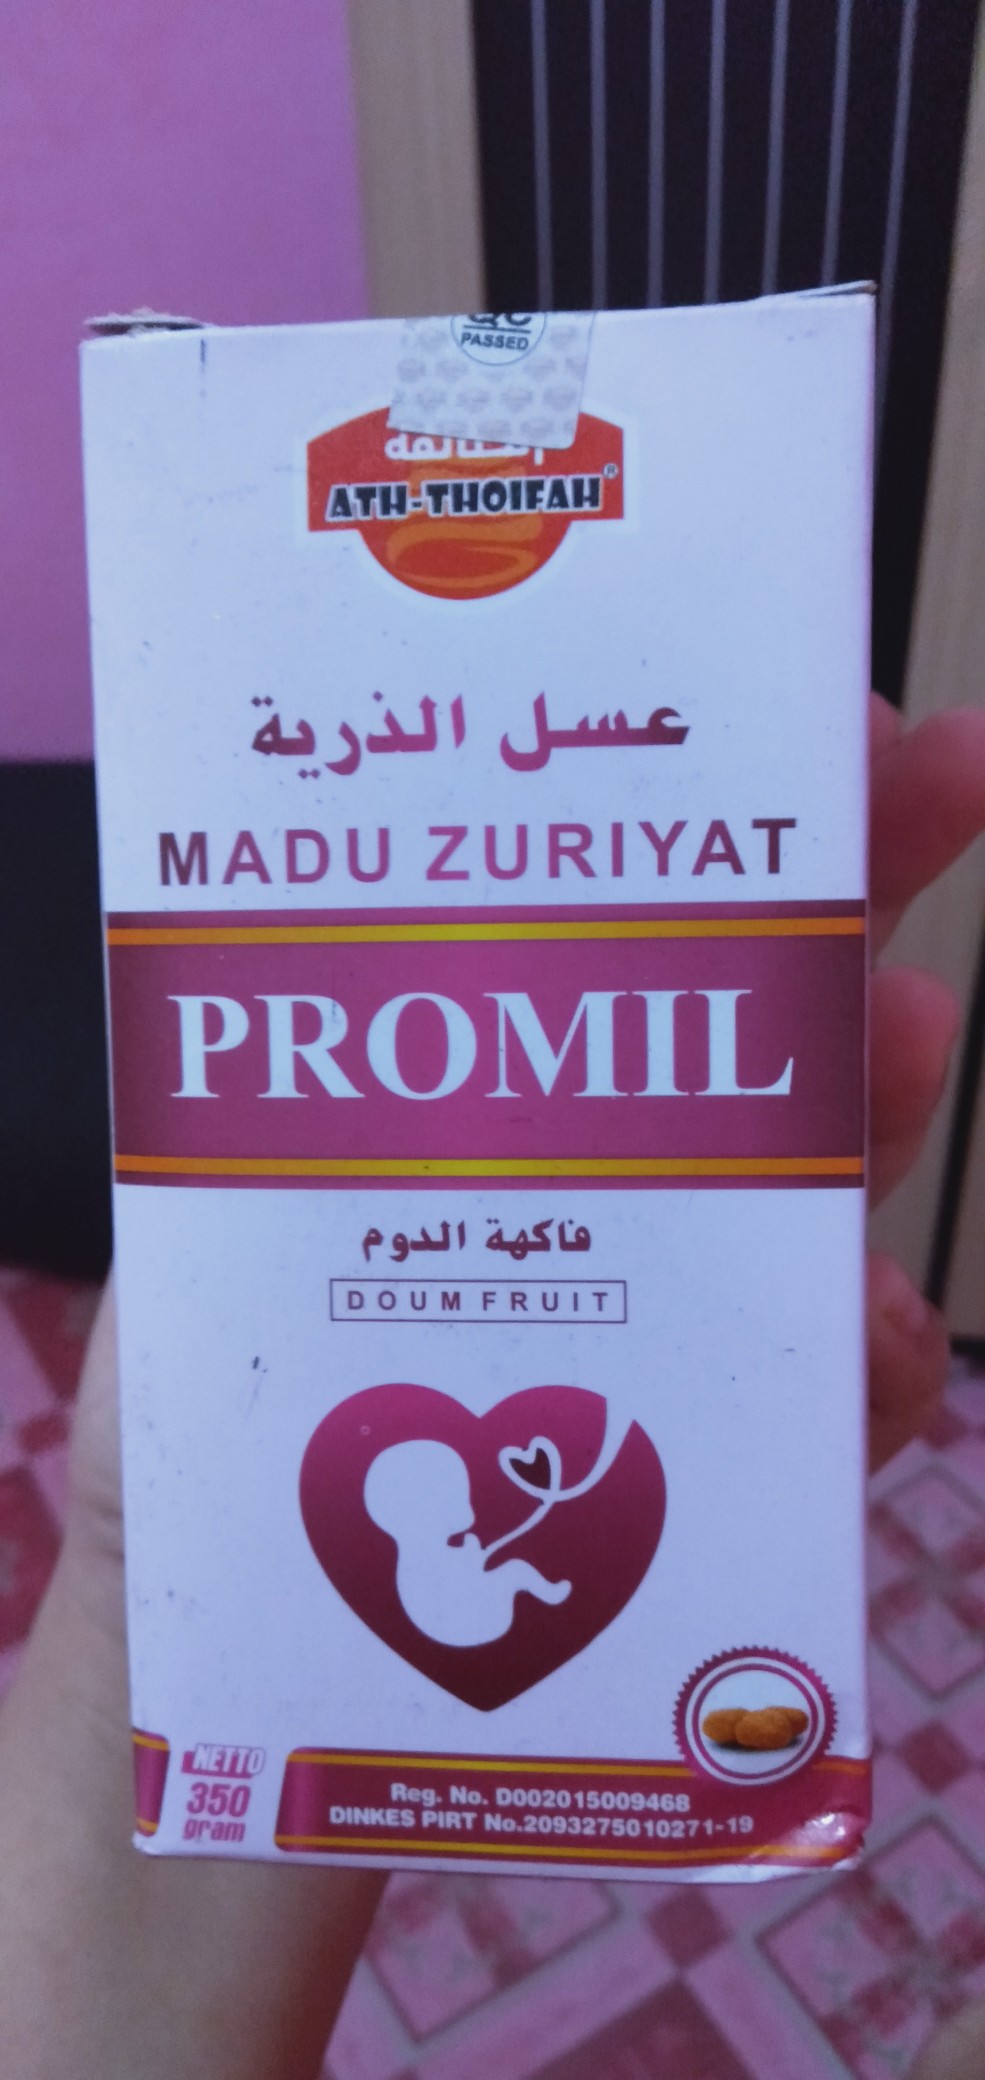 PASSED
ATH-THOIFAH®
عسل الذرية
MADU ZURIYAT
PROMIL
فاكهة الدوم
DOUM FRUIT
NETTO
350
gram
Reg. No. D002015009468
DINKES PIRT No.2093275010271-19